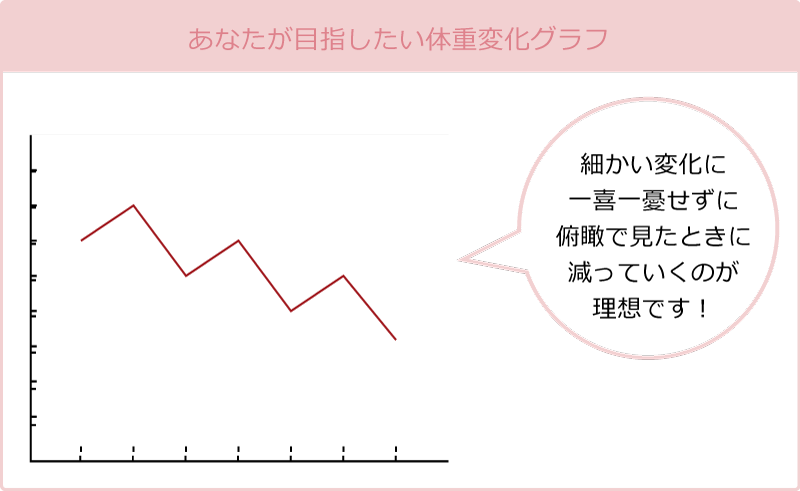 あなたが目指したい体重変化グラフ
細かい変化に
一喜一憂せずに
俯瞰で見たときに
減っていくのが
理想です！